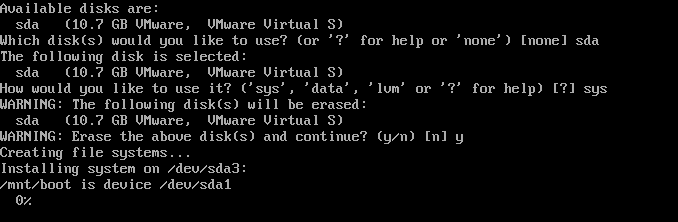 Available disks are:
  sda   (10.7 GB VMware,  VMware Virtual S)
Which disk(s) would you like to use? (or '?' for help or 'none') [none] sda
The following disk is selected:
  sda   (10.7 GB VMware,  VMware Virtual S)
How would you like to use it? ('sys', 'data', 'lvm' or '?' for help) [?] sys
WARNING: The following disk(s) will be erased:
  sda   (10.7 GB VMware,  VMware Virtual S)
WARNING: Erase the above disk(s) and continue? (y/n) [n] y
Creating file systems...
Installing system on /dev/sda3:
/mnt/boot is device /dev/sda1
  0%